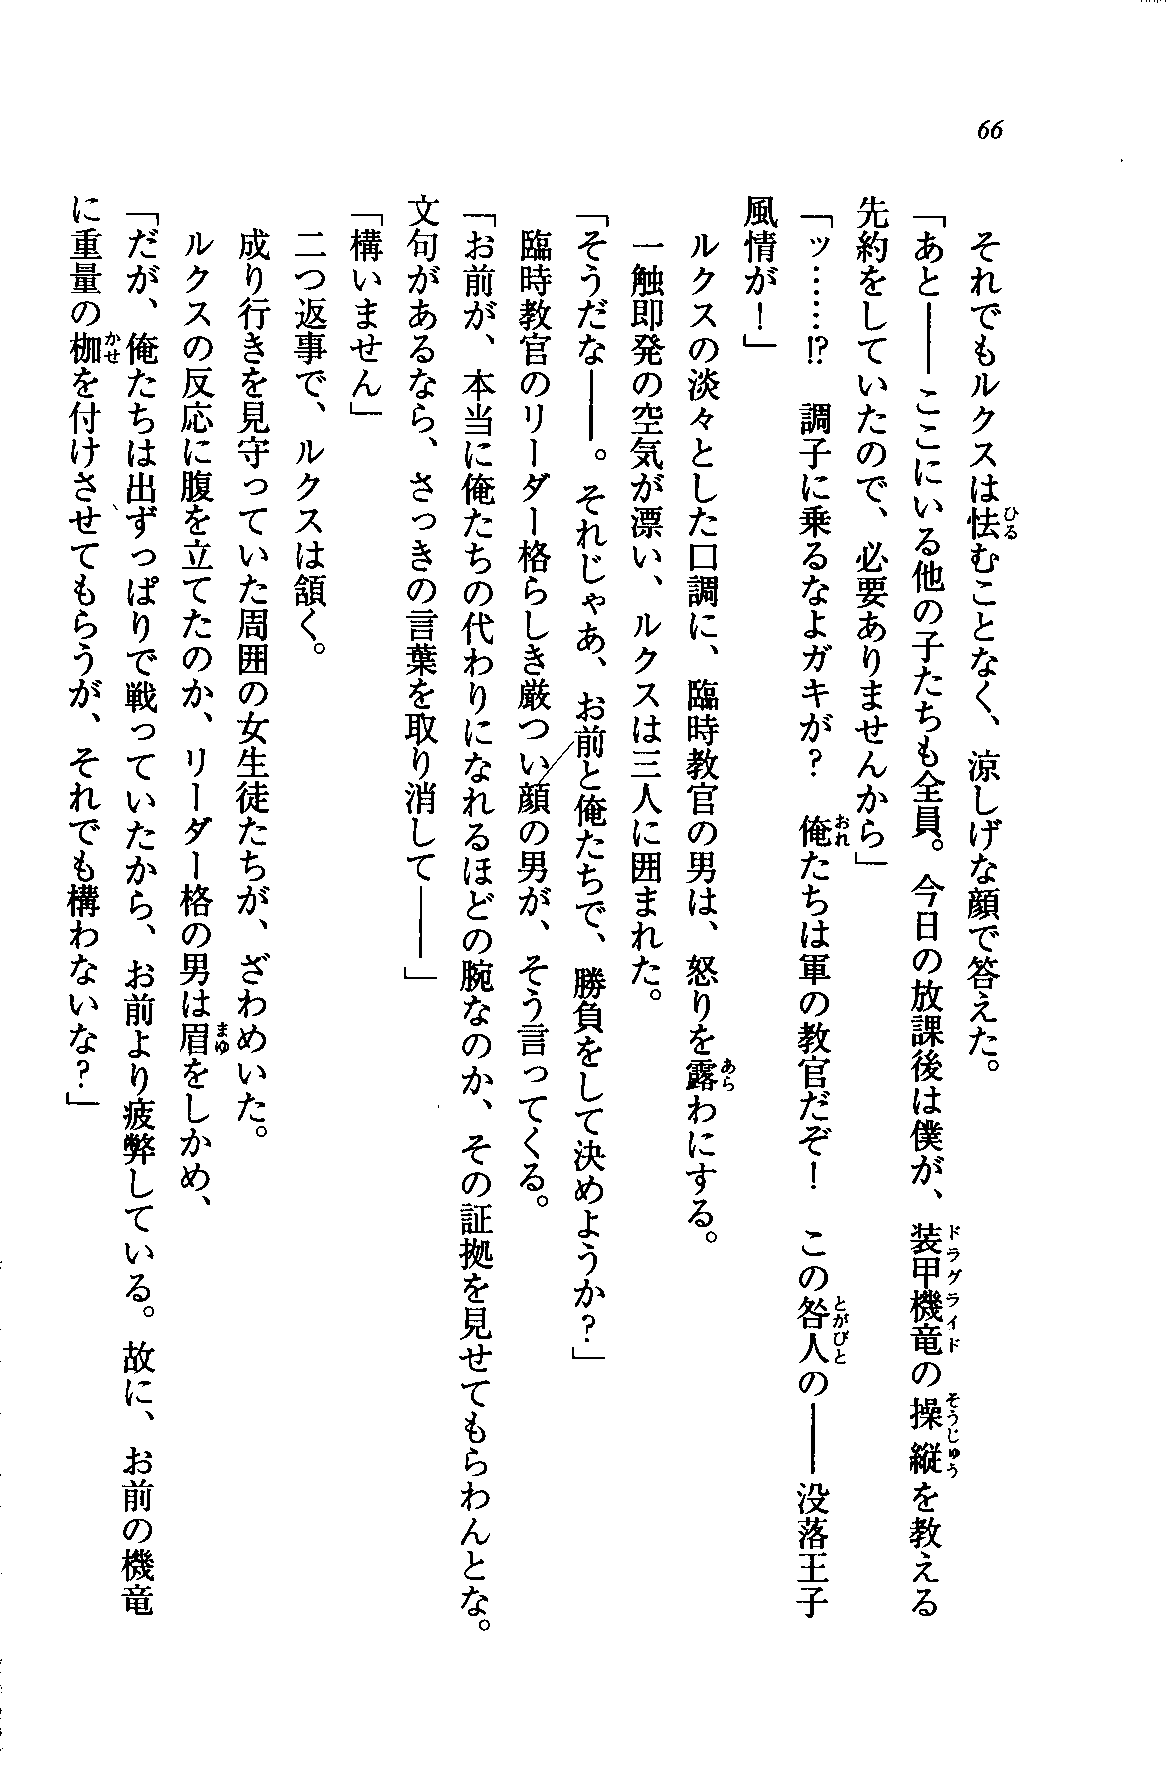 66
それでもルクスは怯むことなく、涼しげな顔で答えた。
「あと――ここにいる他の子たちも全員。今日の放課後は僕が、装甲機竜の操縦を教える
先約をしていたので、必要ありませんから」
「ッ……!?　調子に乗るなよガキが？　俺たちは軍の教官だぞ！　この咎人の――没落王子
風情が！」
ルクスの淡々とした口調に、臨時教官の男は、怒りを露わにする。
一触即発の空気が漂い、ルクスは三人に囲まれた。
「そうだな――。それじゃあ、お前と俺たちで、勝負をして決めようか？」
臨時教官のリーダー格らしき厳つい顔の男が、そう言ってくる。
「お前が、本当に俺たちの代わりになれるほどの腕なのか、その証拠を見せてもらわんとな。
文句があるなら、さっきの言葉を取り消して――」
「構いません」
二つ返事で、ルクスは頷く。
成り行きを見守っていた周囲の女生徒たちが、ざわめいた。
ルクスの反応に腹を立てたのか、リーダー格の男は眉をしかめ、
「だが、俺たちは出ずっぱりで戦っていたから、お前より疲弊している。故に、お前の機竜
に重量の枷を付けさせてもらうが、それでも構わないな？」